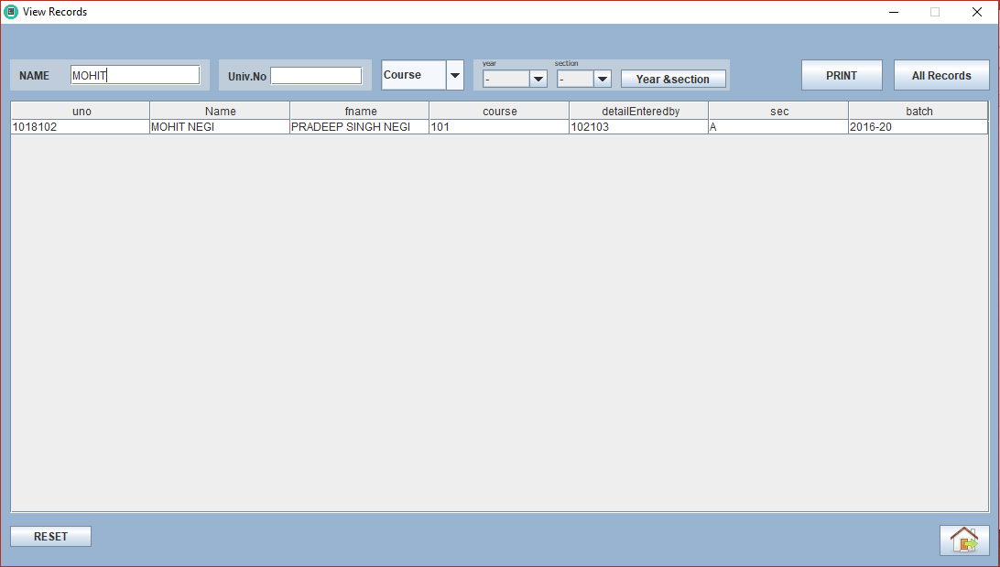 View Records
year section
NAME MOHIT Univ.No Course - - Year &section PRINT All Records
uno Name fname course detailEnteredby sec batch
1018102 MOHIT NEGI PRADEEP SINGH NEGI 101 102103 A 2016-20
RESET